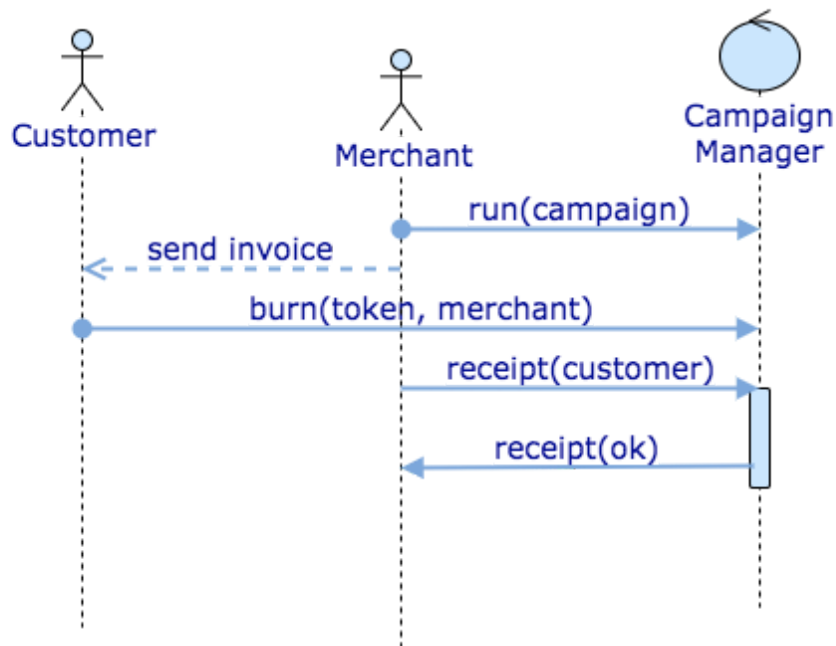 Customer
Merchant
Campaign
Manager
run(campaign)
send invoice
burn(token, merchant)
receipt(customer)
receipt(ok)